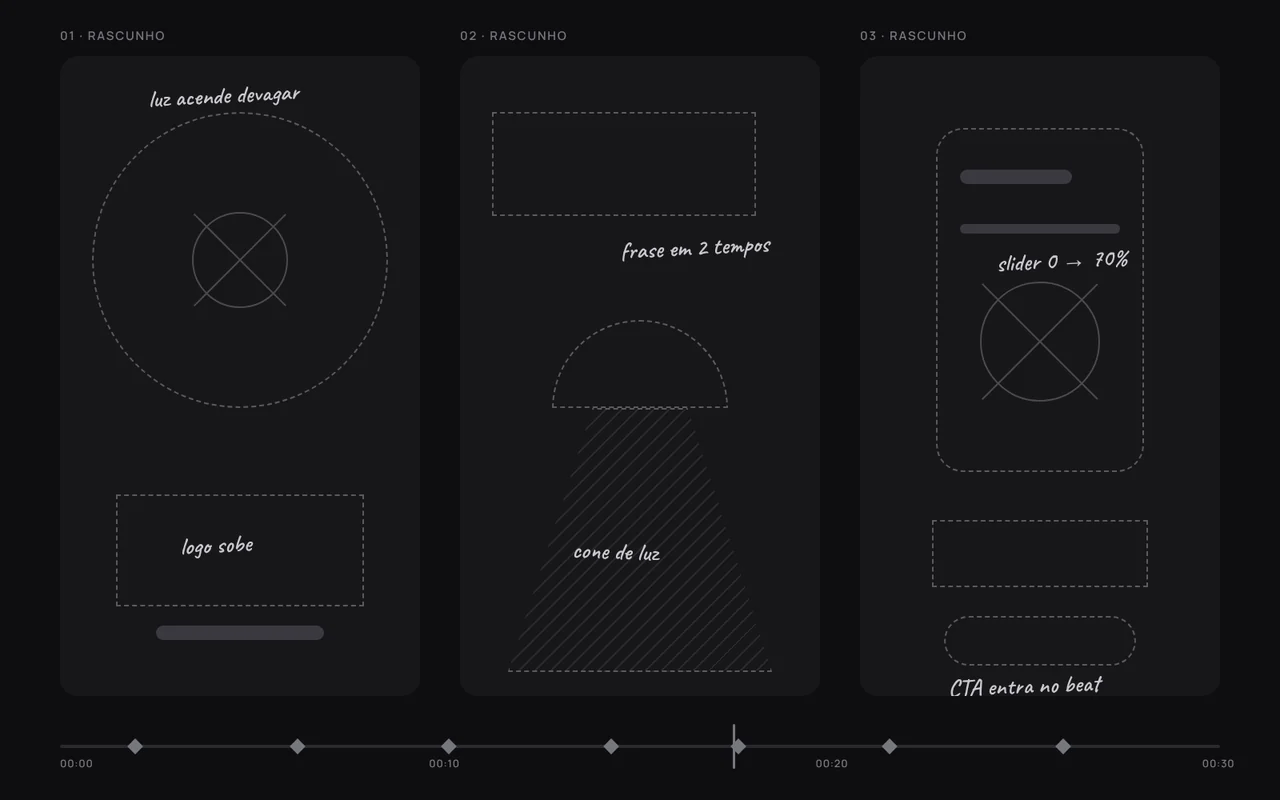 01 · RASCUNHO
02 · RASCUNHO
03 · RASCUNHO
luz acende devagar
logo sobe
frase em 2 tempos
cone de luz
slider 0 → 70%
CTA entra no beat
00:00
00:10
00:20
00:30